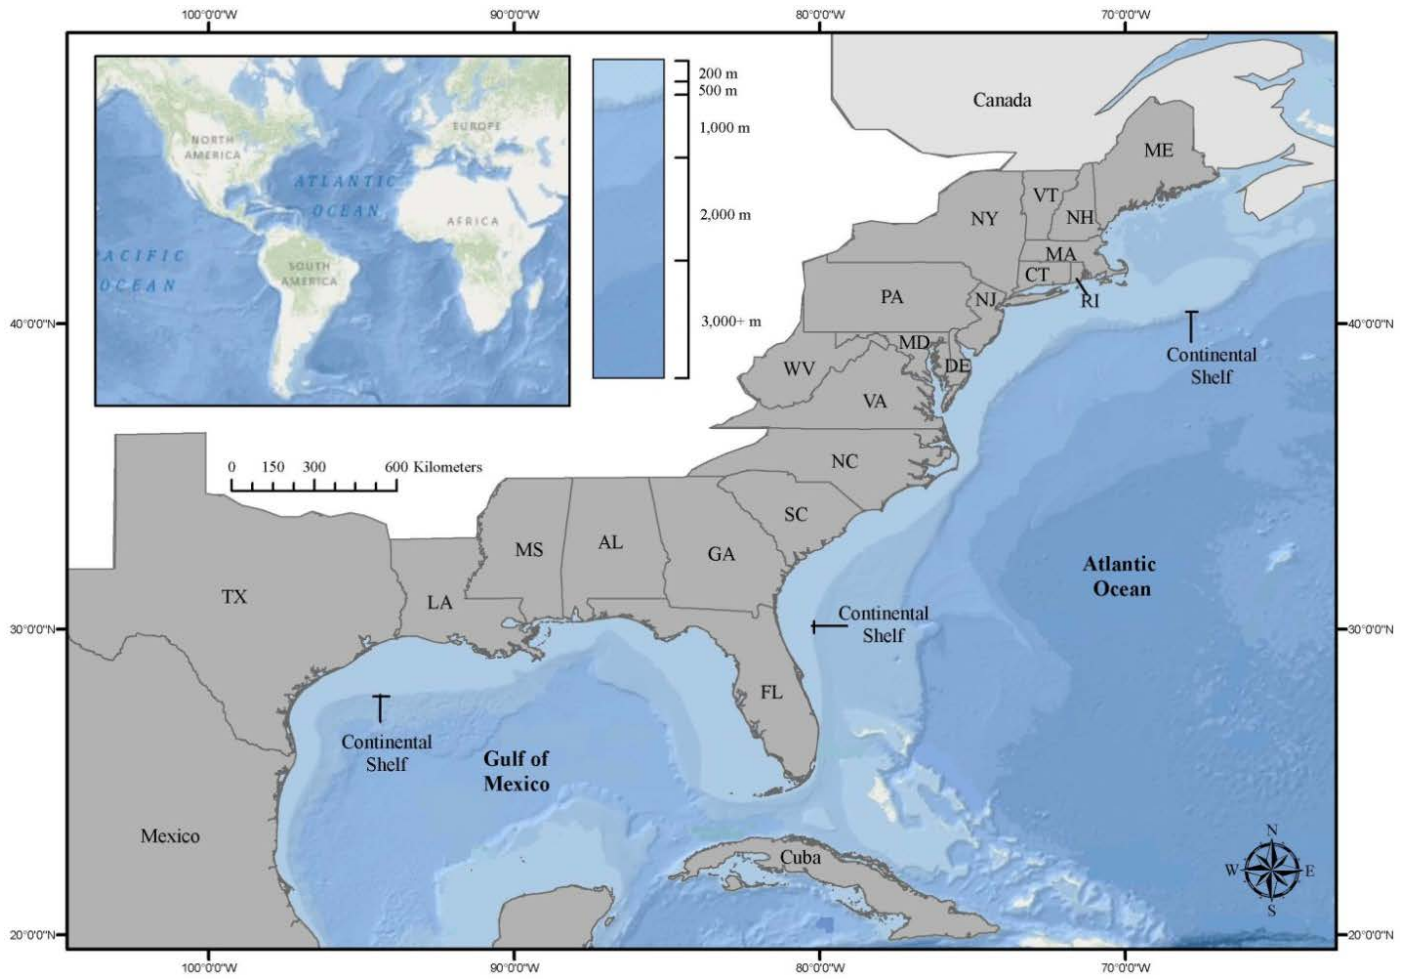 100°0'0"W 90°0'0"W 80°0'0"W 70°0'0"W
NORTH
AMERICA
EUROPE
ATLANTIC
OCEAN
AFRICA
PACIFIC
OCEAN
SOUTH
AMERICA
200 m
500 m
1,000 m
2,000 m
3,000+ m
Canada
ME
VT
NH
NY
MA
CT
RI
PA
NJ
40°0'0"N
40°0'0"N
MD
DE
WV
VA
Continental
Shelf
0 150 300 600 Kilometers
NC
SC
MS
AL
GA
TX
LA
Atlantic
Ocean
30°0'0"N
30°0'0"N
Continental
Shelf
FL
Continental
Shelf
Gulf of
Mexico
Mexico
Cuba
N
W E
S
20°0'0"N
20°0'0"N
100°0'0"W 90°0'0"W 80°0'0"W 70°0'0"W